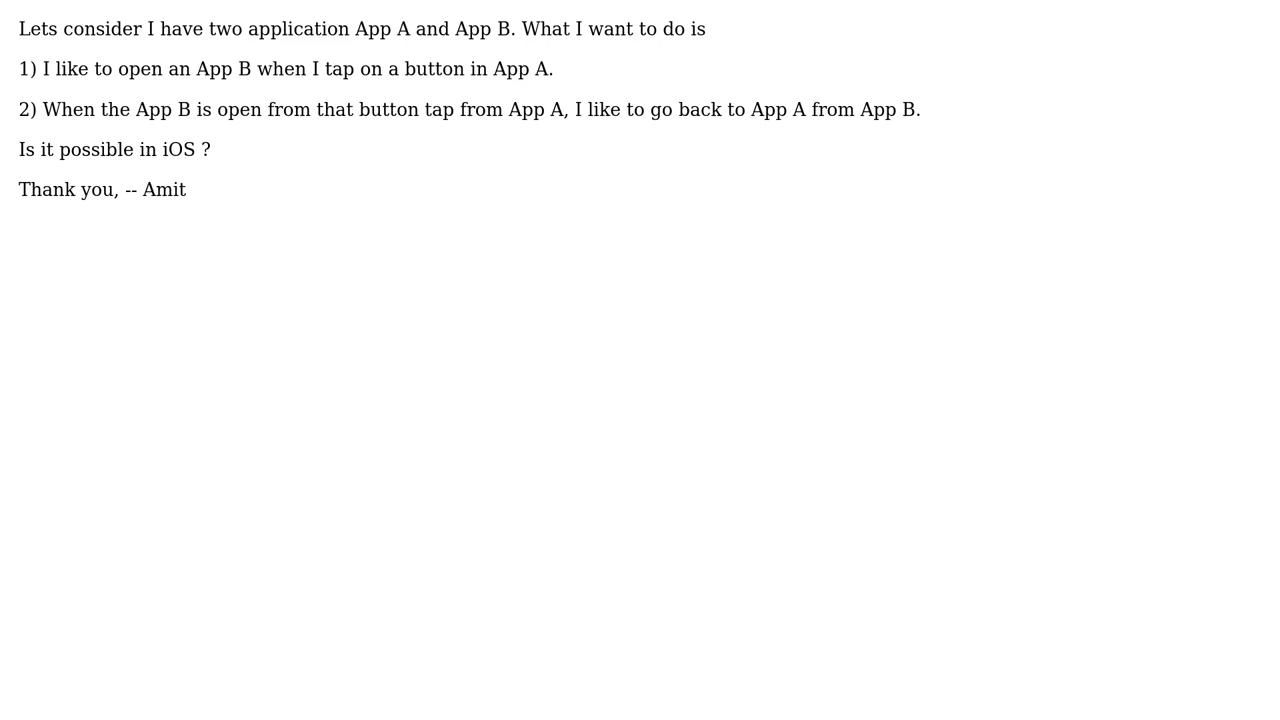 Lets consider I have two application App A and App B. What I want to do is
1) I like to open an App B when I tap on a button in App A.
2) When the App B is open from that button tap from App A, I like to go back to App A from App B.
Is it possible in iOS ?
Thank you, -- Amit